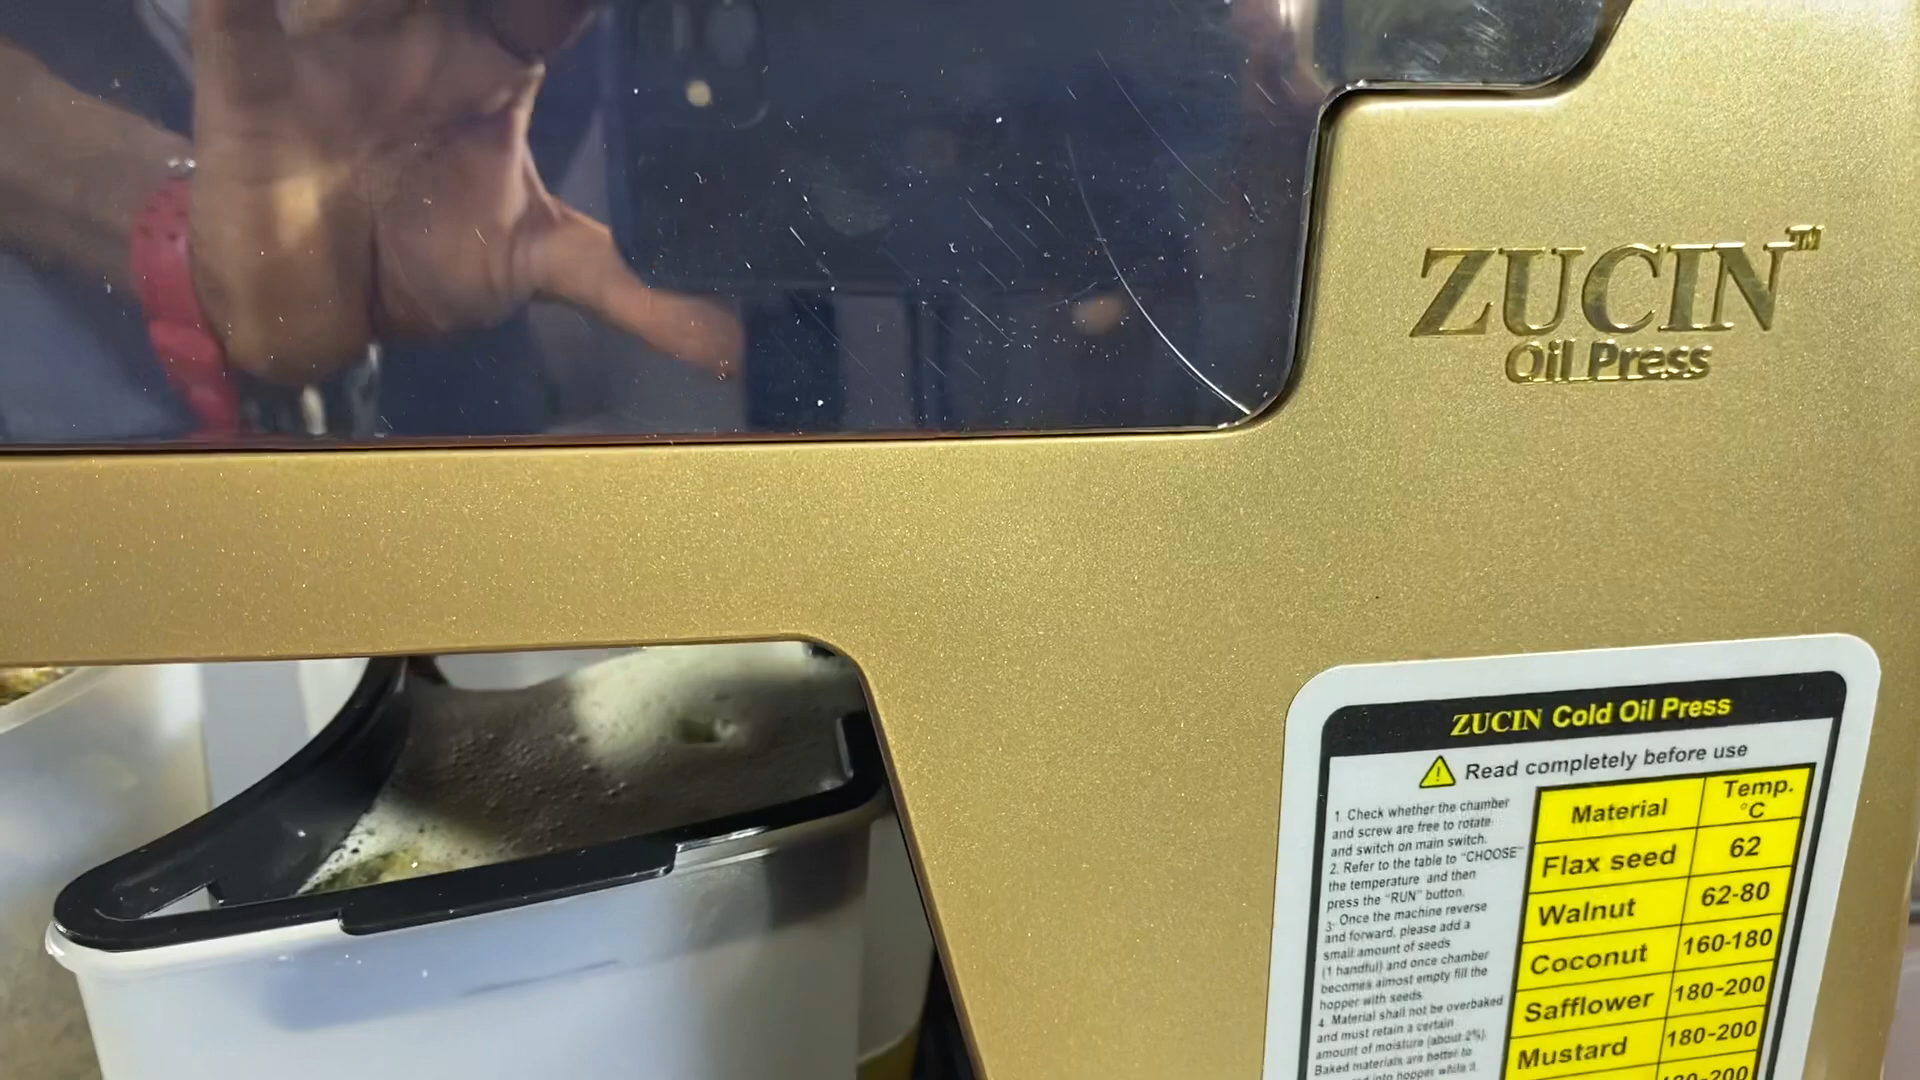 ZUCIN™
Oil Press
ZUCIN Cold Oil Press
Read completely before use
1. Check whether the chamber
and screw are free to rotate
and switch on main switch.
2. Refer to the table to "CHOOSE"
the temperature and then
press the "RUN" button.
3. Once the machine reverse
and forward, please add a
small amount of seeds
(1 handful) and once chamber
becomes almost empty fill the
hopper with seeds.
4. Material shall not be overbaked
and must retain a certain
amount of moisture (about 2%).
Baked materials are better to
into hopper while it
Material Temp. °C
Flax seed 62
Walnut 62-80
Coconut 160-180
Safflower 180-200
Mustard 180-200